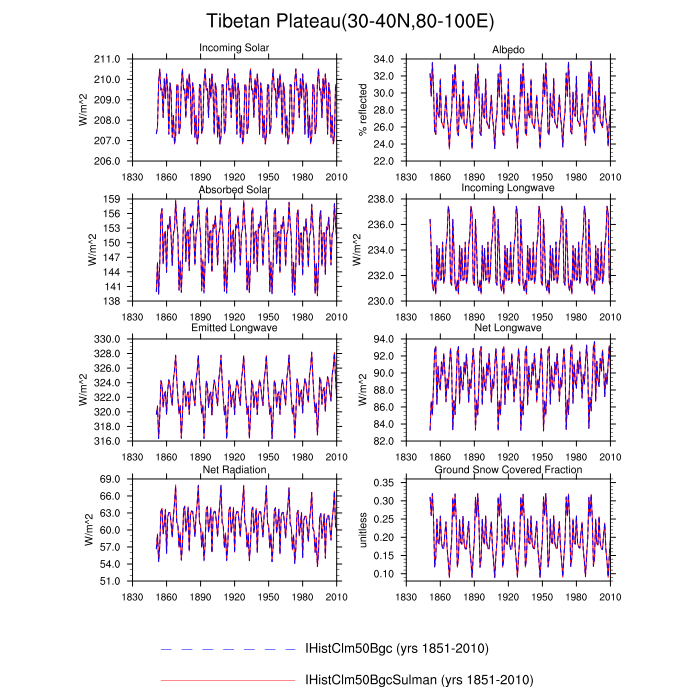 Tibetan Plateau(30-40N,80-100E)
Incoming Solar
W/m^2
211.0
210.0
209.0
208.0
207.0
206.0
1830 1860 1890 1920 1950 1980 2010
Albedo
% reflected
34.0
32.0
30.0
28.0
26.0
24.0
22.0
1830 1860 1890 1920 1950 1980 2010
Absorbed Solar
W/m^2
159
156
153
150
147
144
141
138
1830 1860 1890 1920 1950 1980 2010
Incoming Longwave
W/m^2
238.0
236.0
234.0
232.0
230.0
1830 1860 1890 1920 1950 1980 2010
Emitted Longwave
W/m^2
330.0
328.0
326.0
324.0
322.0
320.0
318.0
316.0
1830 1860 1890 1920 1950 1980 2010
Net Longwave
W/m^2
94.0
92.0
90.0
88.0
86.0
84.0
82.0
1830 1860 1890 1920 1950 1980 2010
Net Radiation
W/m^2
69.0
66.0
63.0
60.0
57.0
54.0
51.0
1830 1860 1890 1920 1950 1980 2010
Ground Snow Covered Fraction
unitless
0.35
0.30
0.25
0.20
0.15
0.10
1830 1860 1890 1920 1950 1980 2010
IHistClm50Bgc (yrs 1851-2010)
IHistClm50BgcSulman (yrs 1851-2010)